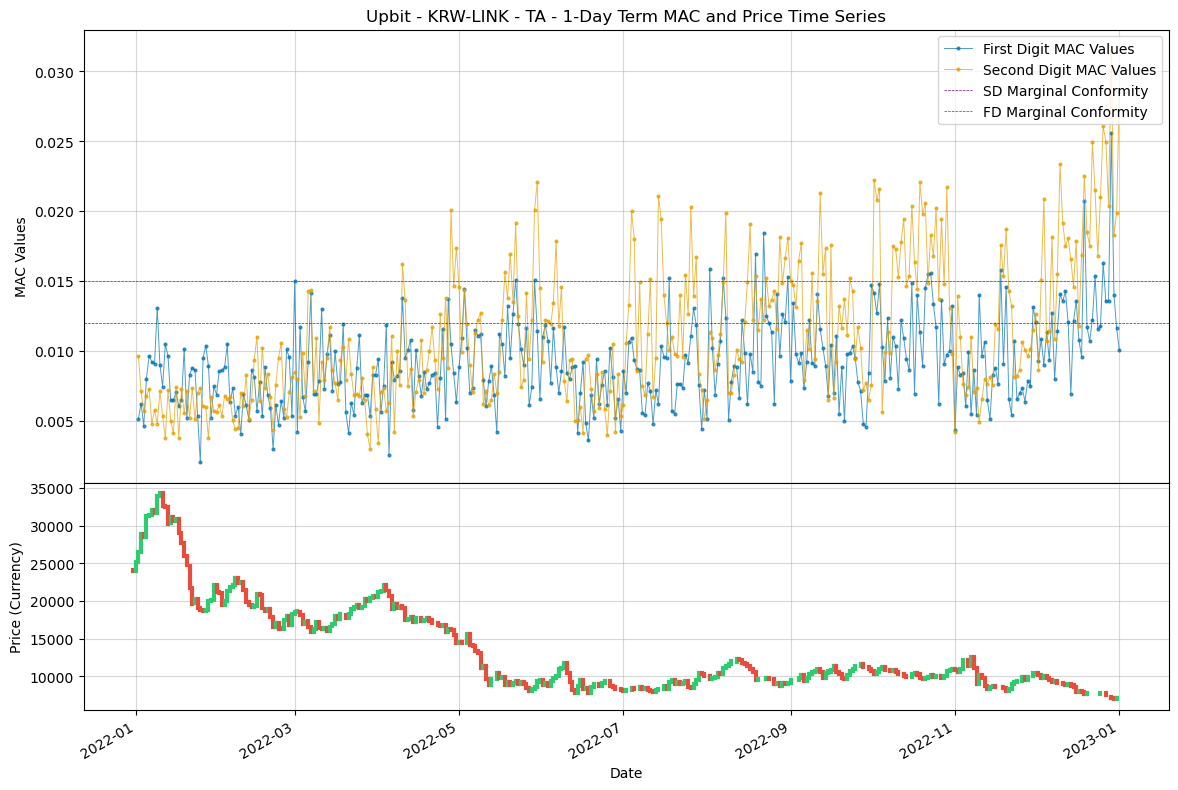 Upbit - KRW-LINK - TA - 1-Day Term MAC and Price Time Series
First Digit MAC Values
Second Digit MAC Values
SD Marginal Conformity
FD Marginal Conformity
MAC Values
0.030
0.025
0.020
0.015
0.010
0.005
Price (Currency)
35000
30000
25000
20000
15000
10000
2022-01
2022-03
2022-05
2022-07
2022-09
2022-11
2023-01
Date